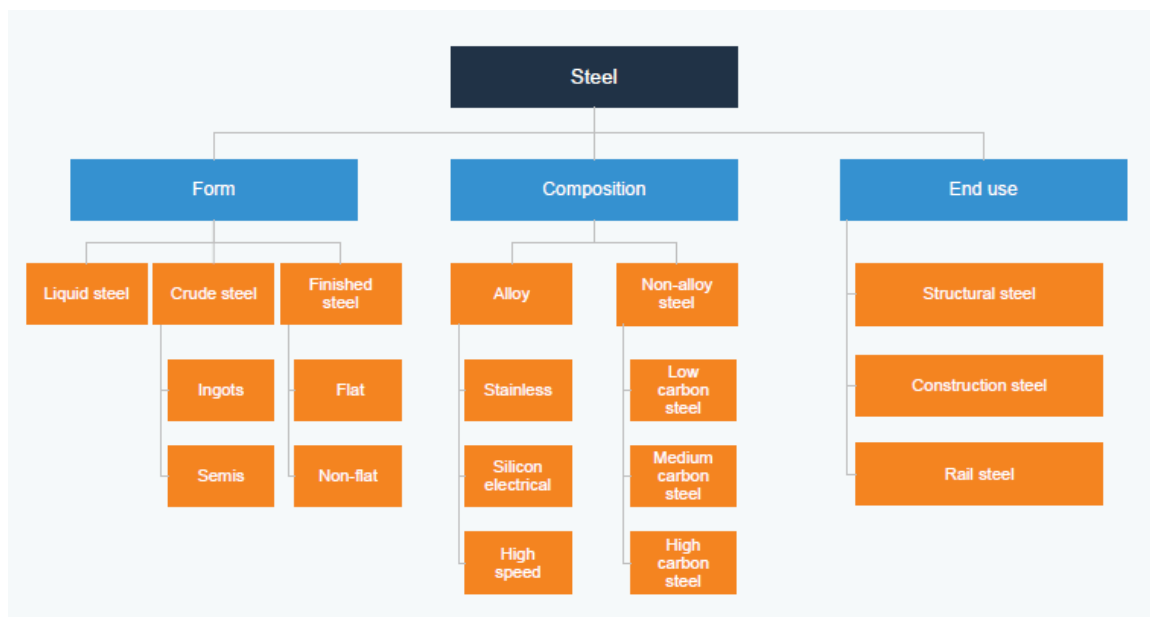 Steel
Form
Composition
End use
Liquid steel
Crude steel
Finished
steel
Alloy
Non-alloy
steel
Structural steel
Ingots
Flat
Stainless
Low
carbon
steel
Construction steel
Semis
Non-flat
Silicon
electrical
Medium
carbon
steel
Rail steel
High
speed
High
carbon
steel